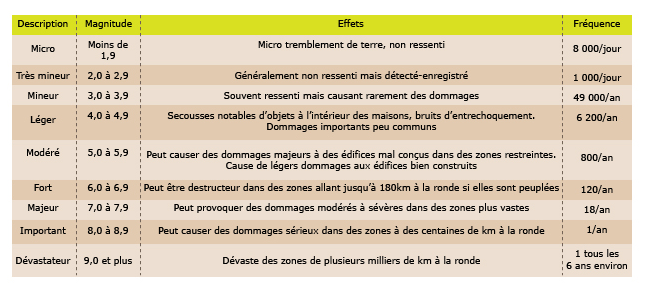 Description Magnitude Effets Fréquence
Micro Moins de 1,9 Micro tremblement de terre, non ressenti 8 000/jour
Très mineur 2,0 à 2,9 Généralement non ressenti mais détecté-enregistré 1 000/jour
Mineur 3,0 à 3,9 Souvent ressenti mais causant rarement des dommages 49 000/an
Léger 4,0 à 4,9 Secousses notables d'objets à l'intérieur des maisons, bruits d'entrechoquement. 6 200/an
Dommages importants peu communs
Modéré 5,0 à 5,9 Peut causer des dommages majeurs à des édifices mal conçus dans des zones restreintes. 800/an
Cause de légers dommages aux édifices bien construits
Fort 6,0 à 6,9 Peut être destructeur dans des zones allant jusqu'à 180km à la ronde si elles sont peuplées 120/an
Majeur 7,0 à 7,9 Peut provoquer des dommages modérés à sévères dans des zones plus vastes 18/an
Important 8,0 à 8,9 Peut causer des dommages sérieux dans des zones à des centaines de km à la ronde 1/an
Dévastateur 9,0 et plus Dévaste des zones de plusieurs milliers de km à la ronde 1 tous les
6 ans environ